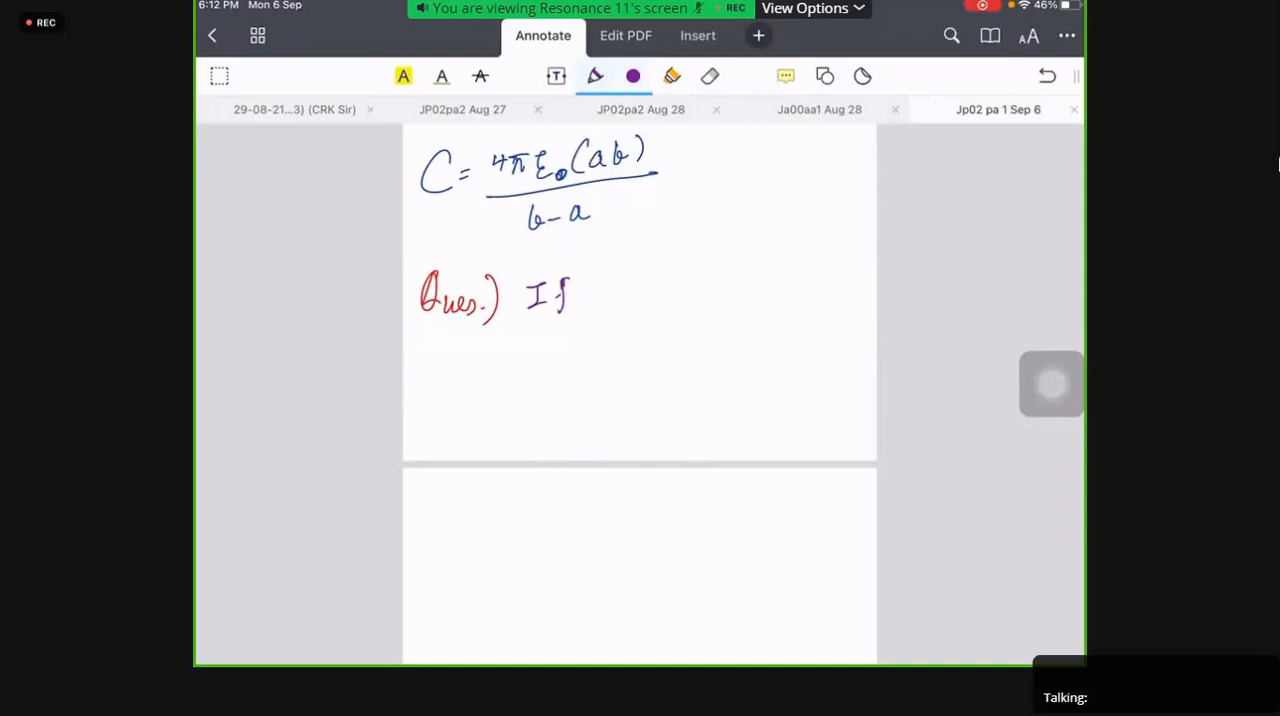 6:12 PM Mon 6 Sep
You are viewing Resonance 11's screen REC
View Options
46%
REC
Annotate Edit PDF Insert
AA
A A A T
29-08-21...3) (CRK Sir) JP02pa2 Aug 27 JP02pa2 Aug 28 Ja00aa1 Aug 28 Jp02 pa 1 Sep 6
C = 4πε₀(ab) / b-a
Ques.) If
Talking: